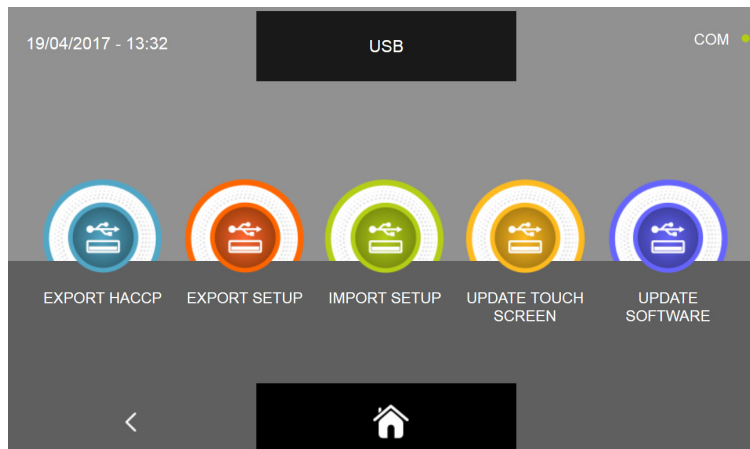 19/04/2017 - 13:32
USB
COM
EXPORT HACCP
EXPORT SETUP
IMPORT SETUP
UPDATE TOUCH
SCREEN
UPDATE
SOFTWARE